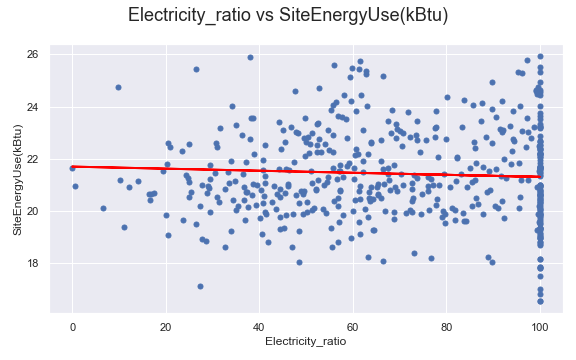 Electricity_ratio vs SiteEnergyUse(kBtu)
26
24
22
20
18
SiteEnergyUse(kBtu)
0 20 40 60 80 100
Electricity_ratio